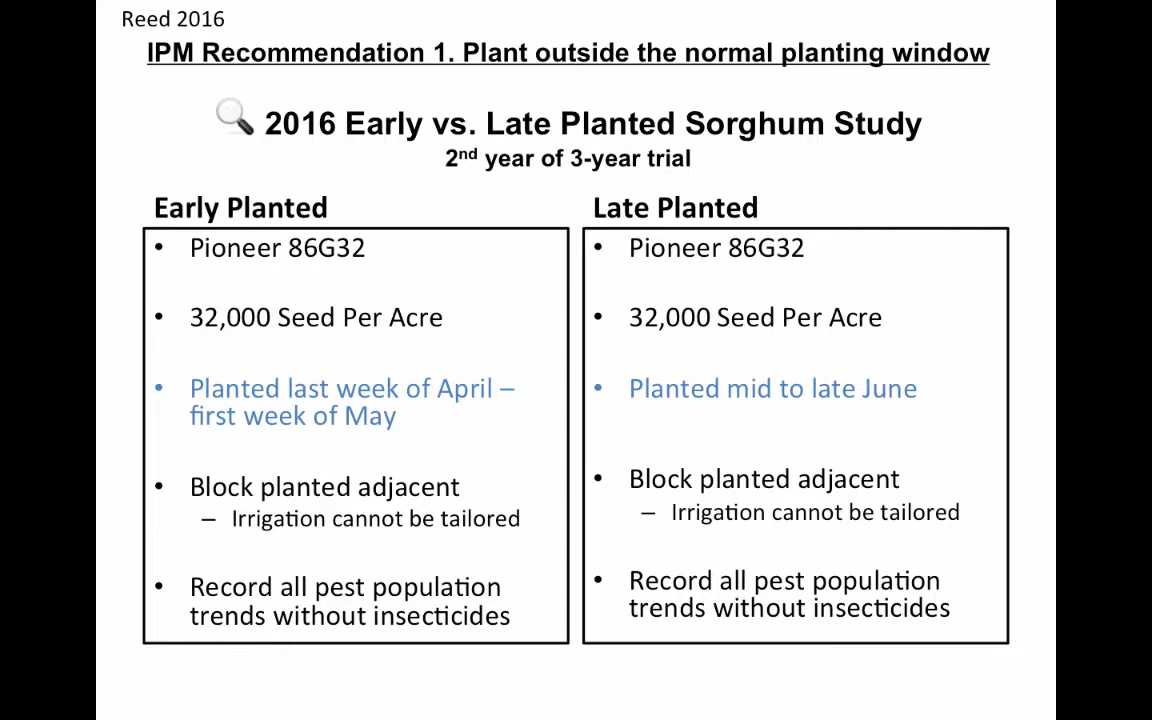 Reed 2016
IPM Recommendation 1. Plant outside the normal planting window
2016 Early vs. Late Planted Sorghum Study
2nd year of 3-year trial
Early Planted
• Pioneer 86G32
• 32,000 Seed Per Acre
• Planted last week of April –
first week of May
• Block planted adjacent
– Irrigation cannot be tailored
• Record all pest population
trends without insecticides
Late Planted
• Pioneer 86G32
• 32,000 Seed Per Acre
• Planted mid to late June
• Block planted adjacent
– Irrigation cannot be tailored
• Record all pest population
trends without insecticides